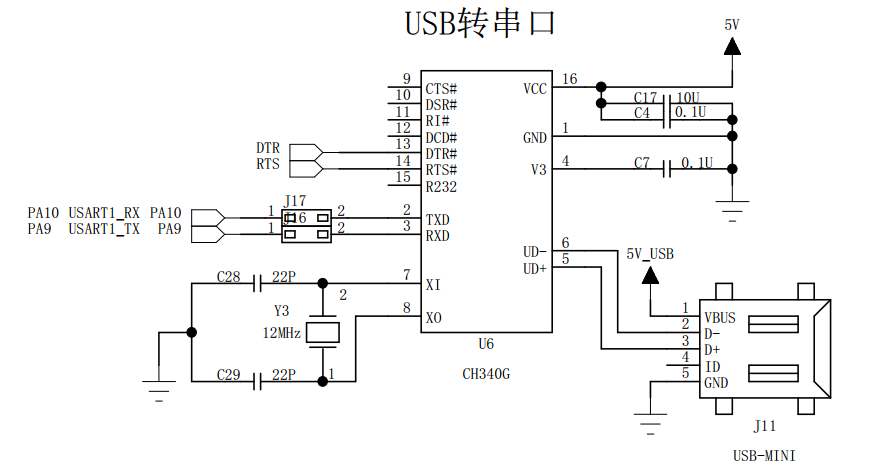 USB转串口
5V
9 CTS#
10 DSR#
11 RI#
12 DCD#
13 DTR#
14 RTS#
15 R232
2 TXD
3 RXD
7 XI
8 XO
VCC 16
GND 1
V3 4
UD- 6
UD+ 5
C17 10U
C4 0.1U
C7 0.1U
DTR
RTS
J17
PA10 USART1_RX PA10 1 2
J16
PA9 USART1_TX PA9 1 2
C28 22P
2
Y3
12MHz
1
C29 22P
U6
CH340G
5V_USB
1 VBUS
2 D-
3 D+
4 ID
5 GND
J11
USB-MINI